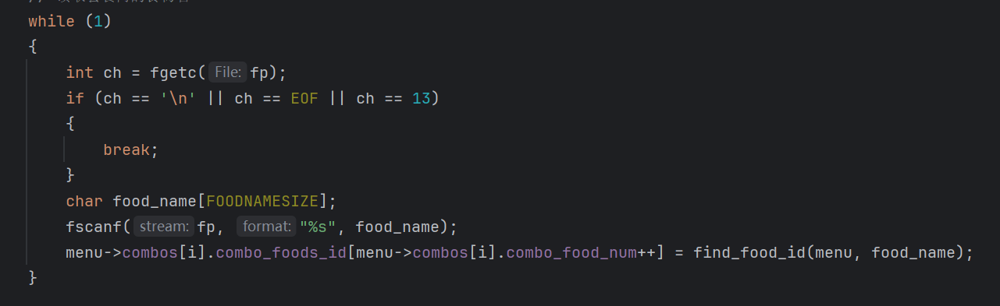 while (1)
{
int ch = fgetc( File: fp);
if (ch == '\n' || ch == EOF || ch == 13)
{
break;
}
char food_name[FOODNAMESIZE];
fscanf( stream: fp, format: "%s", food_name);
menu->combos[i].combo_foods_id[menu->combos[i].combo_food_num++] = find_food_id(menu, food_name);
}